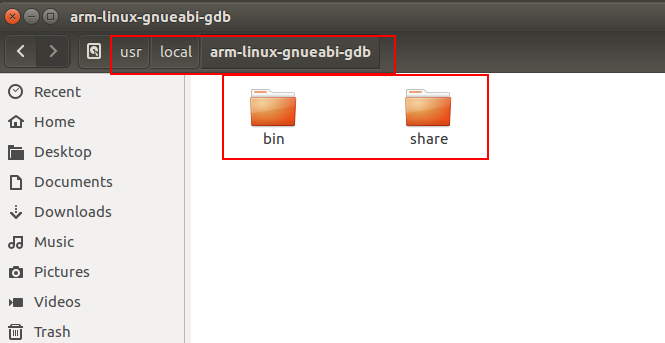 arm-linux-gnueabi-gdb
usr local arm-linux-gnueabi-gdb
Recent
Home
Desktop
Documents
Downloads
Music
Pictures
Videos
Trash
bin share